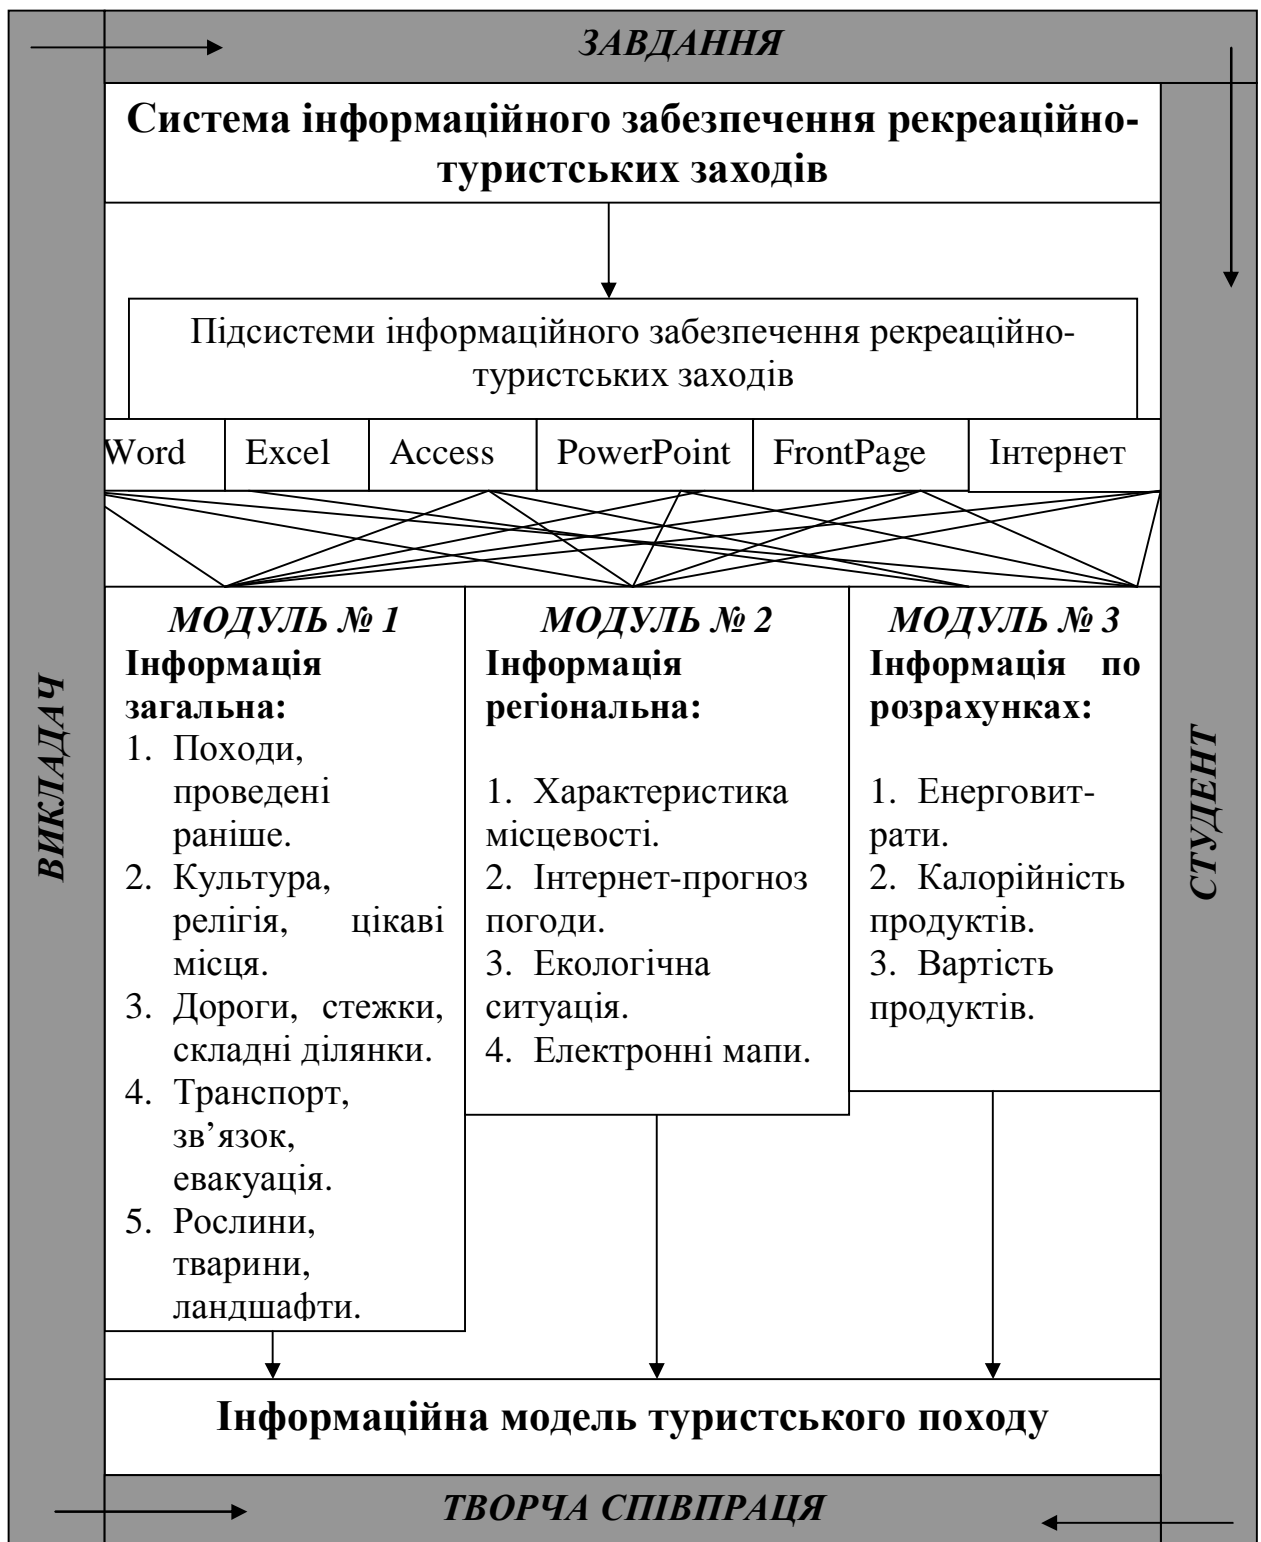 ЗАВДАННЯ
Система інформаційного забезпечення рекреаційно-
туристських заходів
Підсистеми інформаційного забезпечення рекреаційно-
туристських заходів
Word Excel Access PowerPoint FrontPage Інтернет
ВИКЛАДАЧ
МОДУЛЬ № 1
Інформація
загальна:
1. Походи,
проведені
раніше.
2. Культура,
релігія, цікаві
місця.
3. Дороги, стежки,
складні ділянки.
4. Транспорт,
зв’язок,
евакуація.
5. Рослини,
тварини,
ландшафти.
МОДУЛЬ № 2
Інформація
регіональна:
1. Характеристика
місцевості.
2. Інтернет-прогноз
погоди.
3. Екологічна
ситуація.
4. Електронні мапи.
МОДУЛЬ № 3
Інформація по
розрахунках:
1. Енерговит-
рати.
2. Калорійність
продуктів.
3. Вартість
продуктів.
СТУДЕНТ
Інформаційна модель туристського походу
ТВОРЧА СПІВПРАЦЯ